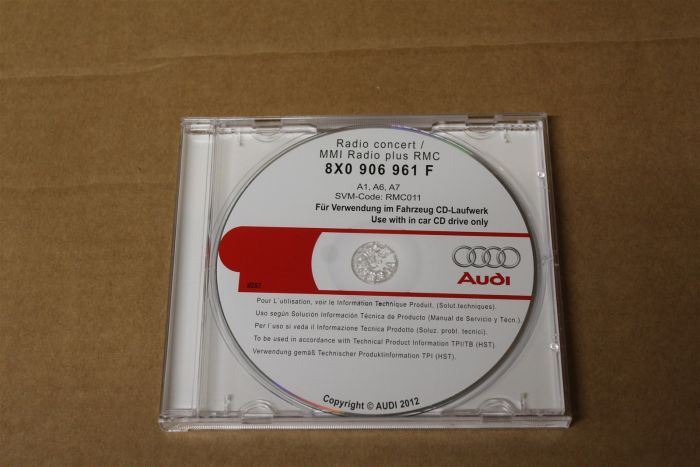 Radio concert /
MMI Radio plus RMC
8X0 906 961 F
A1, A6, A7
SVM-Code: RMC011
Für Verwendung im Fahrzeug CD-Laufwerk
Use with in car CD drive only
Audi
Pour L´utilisation, voir le Information Technique Produit, (Solut.techniques).
Uso según Solución Información Técnica de Producto (Manual de Servicio y Técn.)
Per l´uso si veda il Informazione Tecnica Prodotto (Soluz. probl. tecnici).
To be used in accordance with Technical Product Information TPI/TB (HST).
Verwendung gemäß Technischer Produktinformation TPI (HST).
Copyright © AUDI 2012